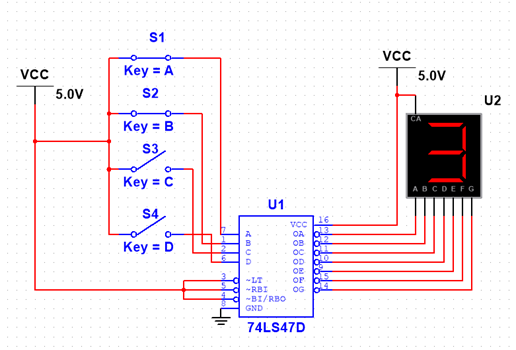 S1
Key = A
VCC
5.0V
S2
Key = B
S3
Key = C
S4
Key = D
VCC
5.0V
U2
CA
3
A B C D E F G
U1
7 A
1 B
2 C
6 D
3 ~LT
5 ~RBI
4 ~BI/RBO
8 GND
VCC 16
OA 13
OB 12
OC 11
OD 10
OE 9
OF 15
OG 14
74LS47D